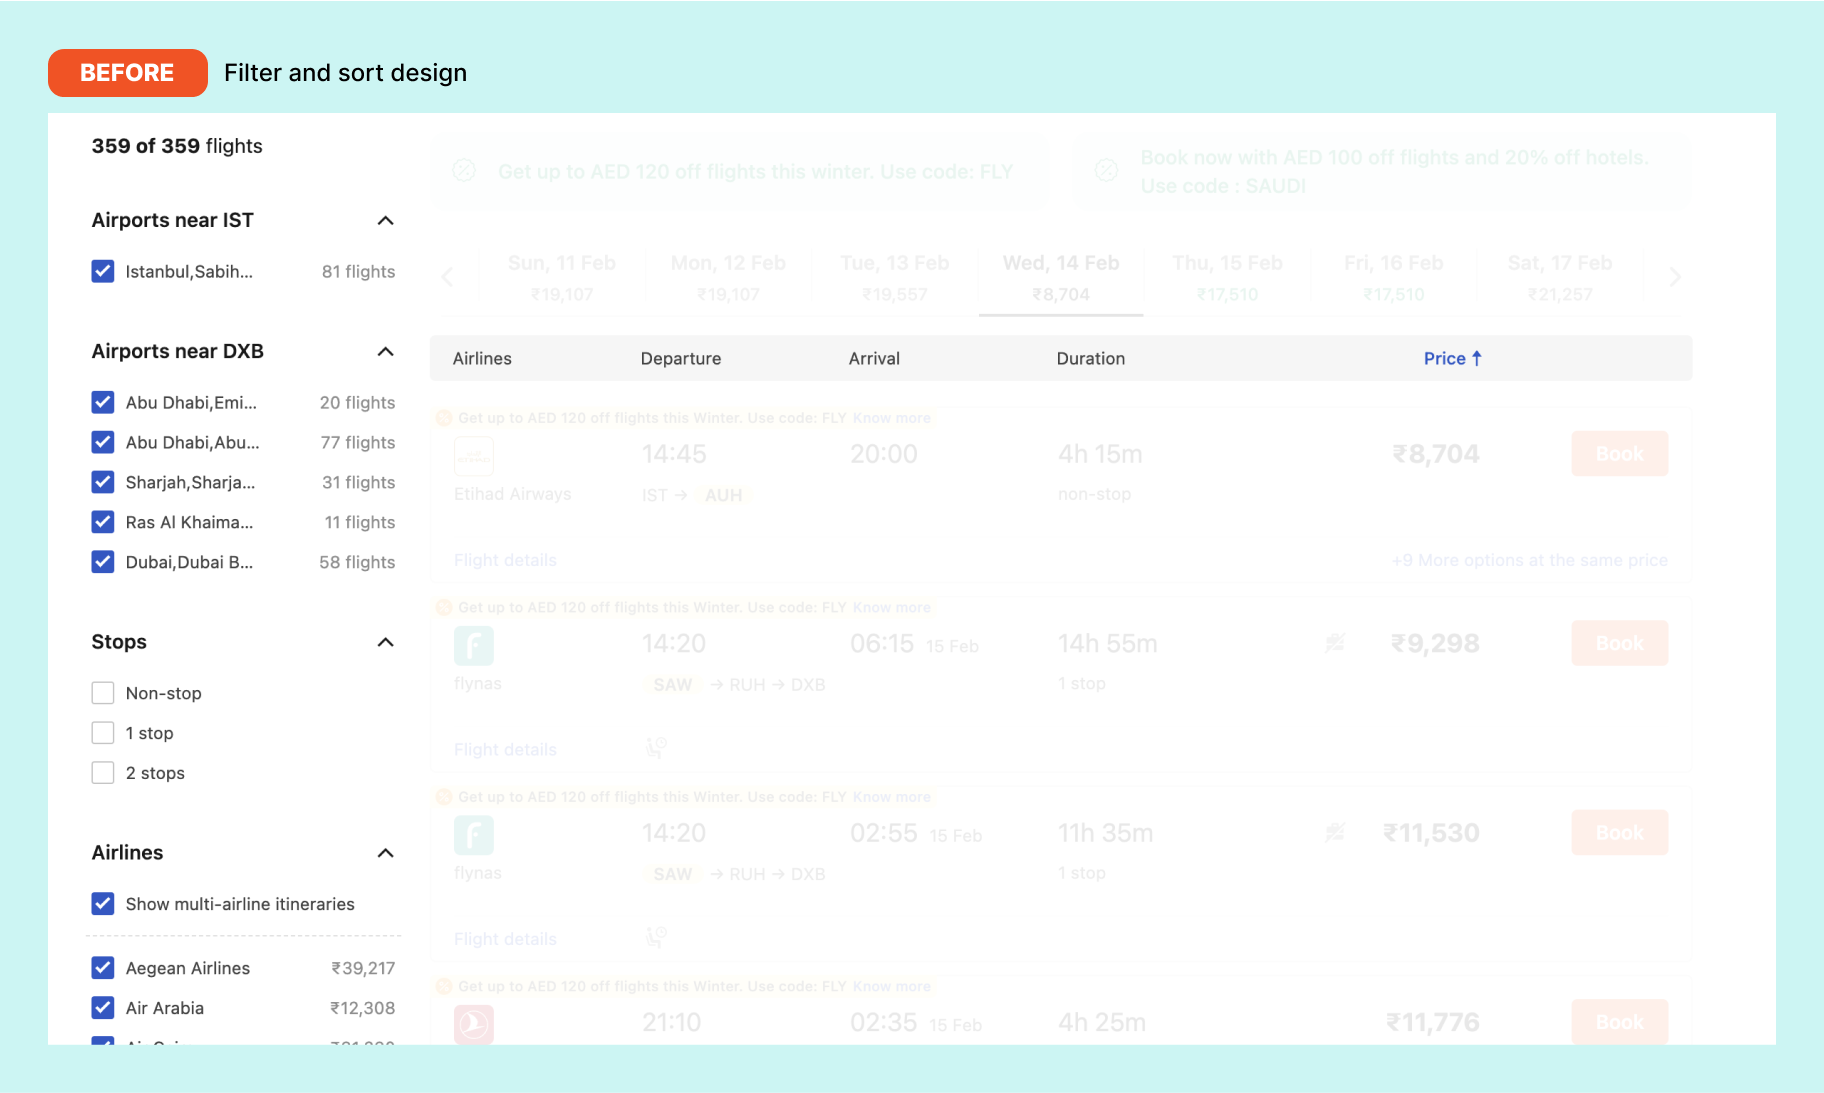 BEFORE Filter and sort design
359 of 359 flights
Airports near IST
Istanbul,Sabih... 81 flights
Airports near DXB
Abu Dhabi,Emi... 20 flights
Abu Dhabi,Abu... 77 flights
Sharjah,Sharja... 31 flights
Ras Al Khaima... 11 flights
Dubai,Dubai B... 58 flights
Stops
Non-stop
1 stop
2 stops
Airlines
Show multi-airline itineraries
Aegean Airlines ₹39,217
Air Arabia ₹12,308
Get up to AED 120 off flights this winter. Use code: FLY
Book now with AED 100 off flights and 20% off hotels.
Use code : SAUDI
Sun, 11 Feb Mon, 12 Feb Tue, 13 Feb Wed, 14 Feb Thu, 15 Feb Fri, 16 Feb Sat, 17 Feb
₹19,107 ₹19,107 ₹19,557 ₹8,704 ₹17,510 ₹17,510 ₹21,257
Airlines Departure Arrival Duration Price ↑
Get up to AED 120 off flights this Winter. Use code: FLY Know more
14:45 20:00 4h 15m ₹8,704 Book
Etihad Airways IST → AUH non-stop
Flight details +9 More options at the same price
Get up to AED 120 off flights this Winter. Use code: FLY Know more
14:20 06:15 15 Feb 14h 55m ₹9,298 Book
flynas SAW → RUH → DXB 1 stop
Flight details
Get up to AED 120 off flights this Winter. Use code: FLY Know more
14:20 02:55 15 Feb 11h 35m ₹11,530 Book
flynas SAW → RUH → DXB 1 stop
Flight details
Get up to AED 120 off flights this Winter. Use code: FLY Know more
21:10 02:35 15 Feb 4h 25m ₹11,776 Book